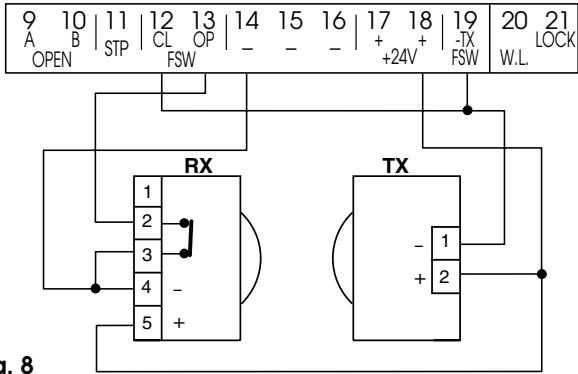 9 10 11 12 13 14 15 16 17 18 19 20 21
A B STP CL OP – – – + + -TX LOCK
OPEN FSW +24V FSW W.L.
RX TX
1
2
3
4 –
5 +
– 1
+ 2
. 8